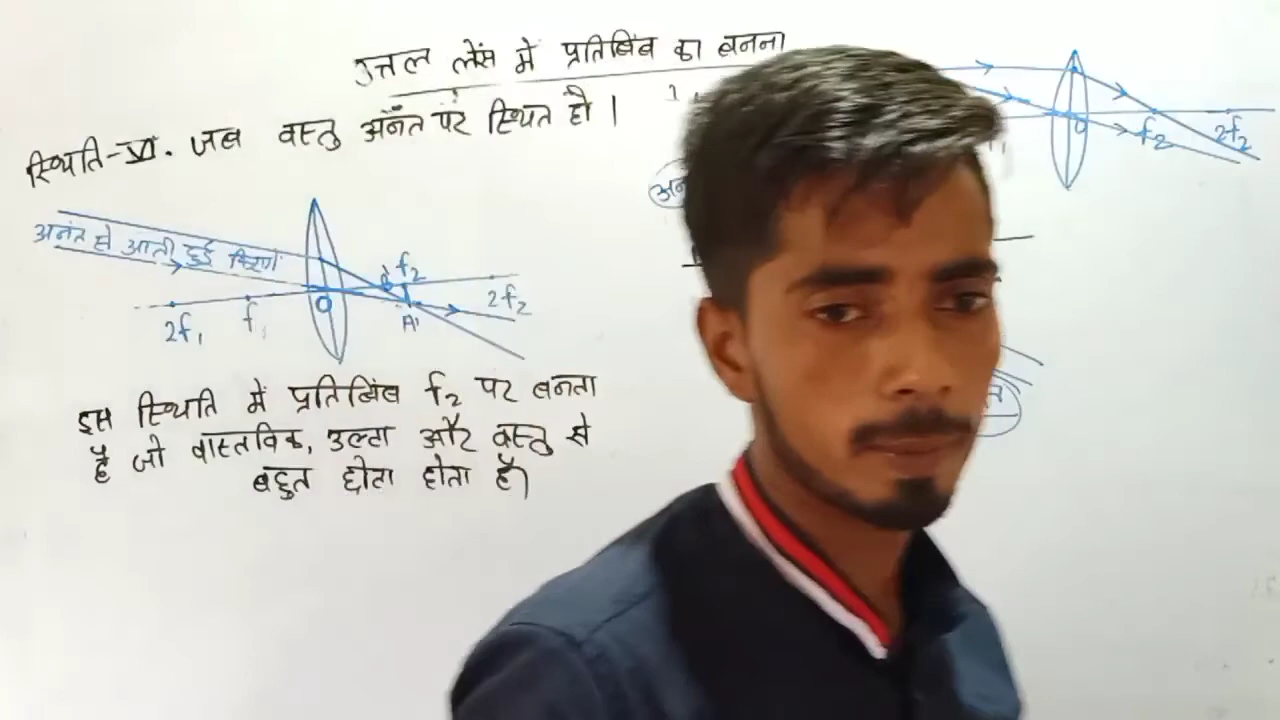 उत्तल लेंस में प्रतिबिंब का बनना
स्थिति-VI. जब वस्तु अनंत पर स्थित हो ।
अनंत से आती हुई किरणें
f₂
2f₁
f₁
O
A'
2f₂
इस स्थिति में प्रतिबिंब f₂ पर बनता
है जो वास्तविक, उल्टा और वस्तु से
बहुत छोटा होता है।
O
f₂
2f₂